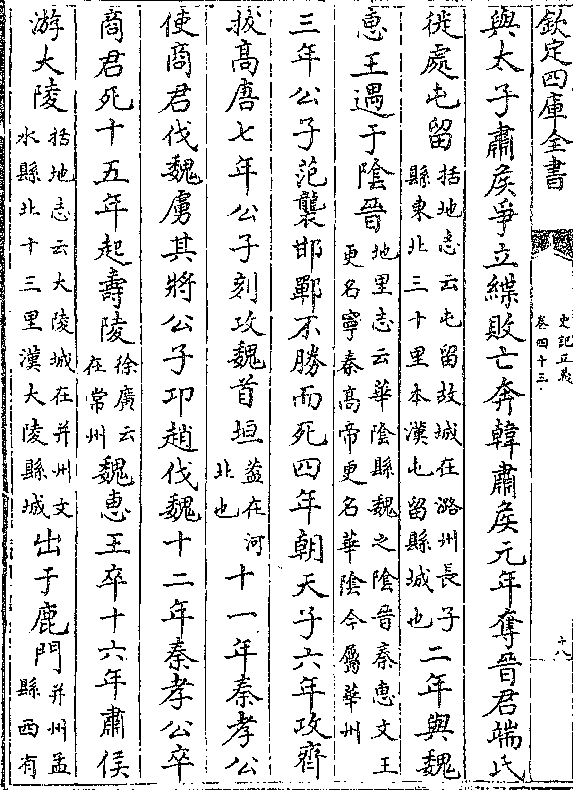 欽定四庫全書
史記正義
卷四十三
十八
與太子肅侯爭立緤敗亡奔韓肅侯元年奪晉君端氏
徙處屯留括地志云屯留故城在潞州長子縣東北三十里本漢屯留縣城也二年與魏
惠王遇于陰晉地里志云華陰縣魏之陰晉秦惠文王更名寧秦高帝更名華陰今屬華州
三年公子范襲邯鄲不勝而死四年朝天子六年攻齊
拔高唐七年公子刻攻魏首垣葢在河北也十一年秦孝公
使商君伐魏虜其將公子卬趙伐魏十二年秦孝公卒
商君死十五年起壽陵徐廣云在常州魏惠王卒十六年肅侯
游大陵括地志云大陵城在并州文水縣北十三里漢大陵縣城出于鹿門并州盂縣西有